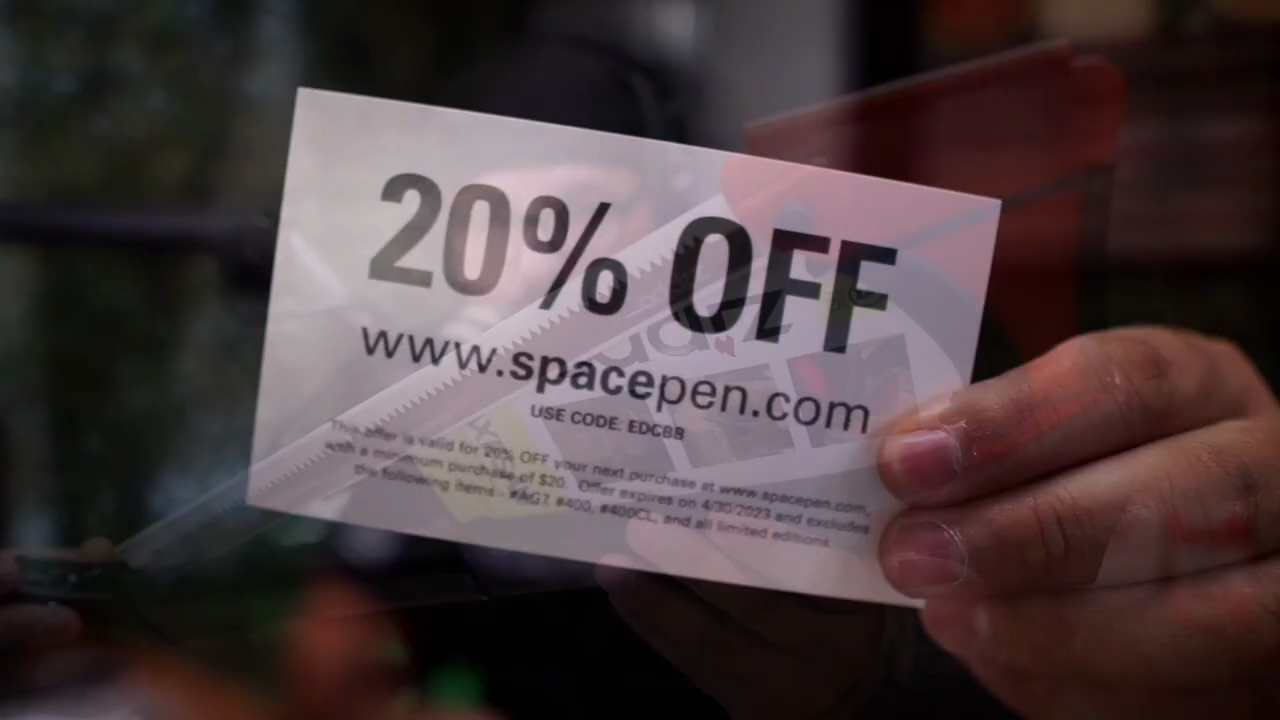 20% OFF
www.spacepen.com
USE CODE: EDCBB
This offer is valid for 20% OFF your next purchase at www.spacepen.com,
with a minimum purchase of $20. Offer expires on 4/30/2023 and excludes
the following items - #AG7, #400, #400CL, and all limited editions.